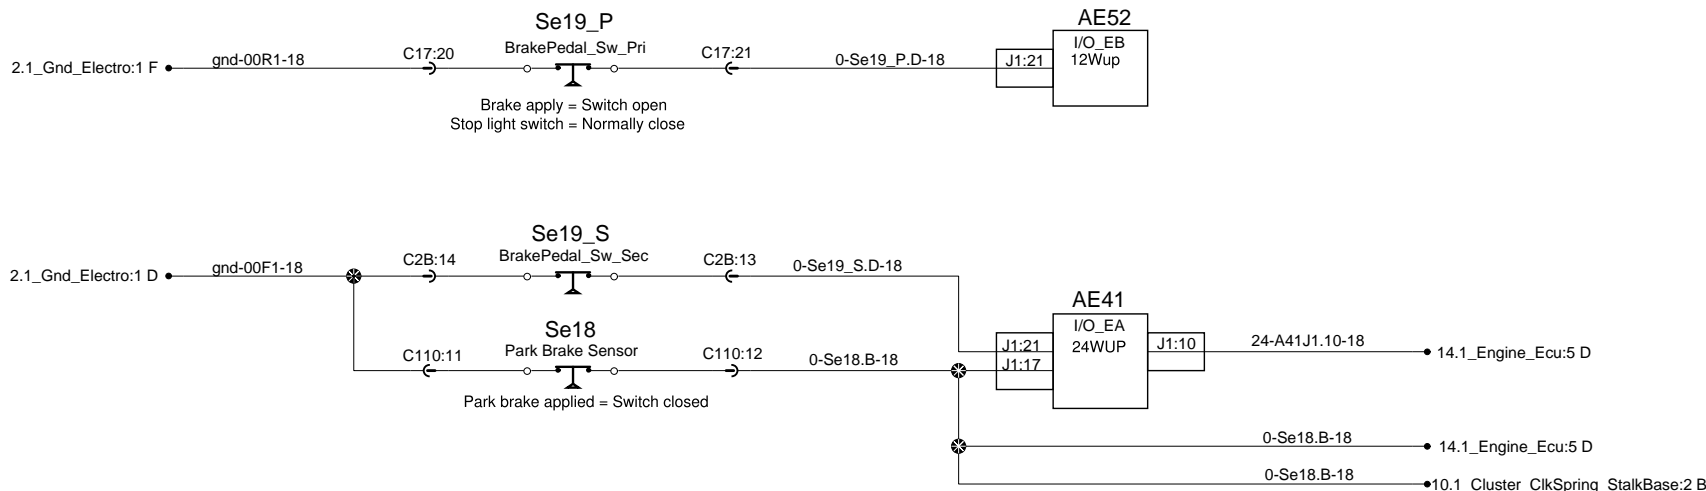 Se19_P
AE52
BrakePedal_Sw_Pri
I/O_EB
12Wup
2.1_Gnd_Electro:1 F
gnd-00R1-18
C17:20
C17:21
0-Se19_P.D-18
J1:21
Brake apply = Switch open
Stop light switch = Normally close
Se19_S
BrakePedal_Sw_Sec
2.1_Gnd_Electro:1 D
gnd-00F1-18
C2B:14
C2B:13
0-Se19_S.D-18
AE41
I/O_EA
24WUP
Se18
Park Brake Sensor
C110:11
C110:12
0-Se18.B-18
J1:21
J1:17
J1:10
24-A41J1.10-18
14.1_Engine_Ecu:5 D
Park brake applied = Switch closed
0-Se18.B-18
14.1_Engine_Ecu:5 D
0-Se18.B-18
10.1_Cluster_ClkSpring_StalkBase:2 B